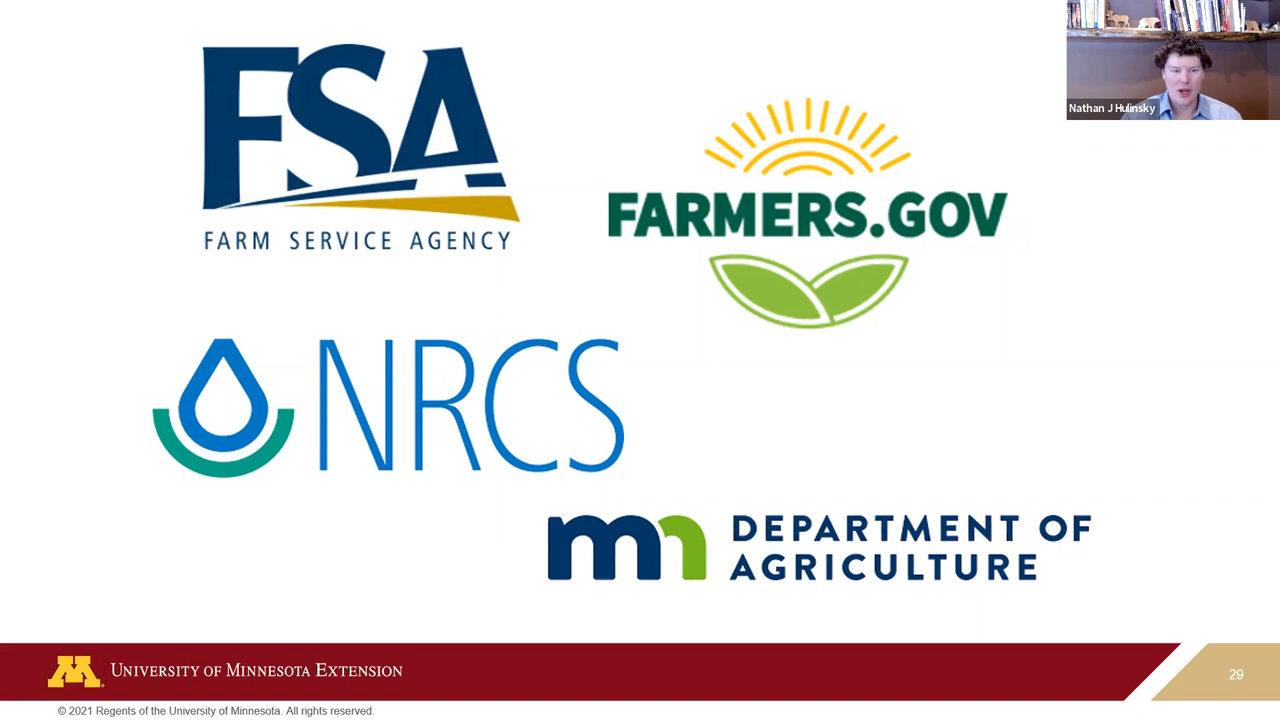 FSA
FARM SERVICE AGENCY
FARMERS.GOV
Nathan J Hulinsky
NRCS
mn DEPARTMENT OF
AGRICULTURE
M UNIVERSITY OF MINNESOTA EXTENSION
29
© 2021 Regents of the University of Minnesota. All rights reserved.